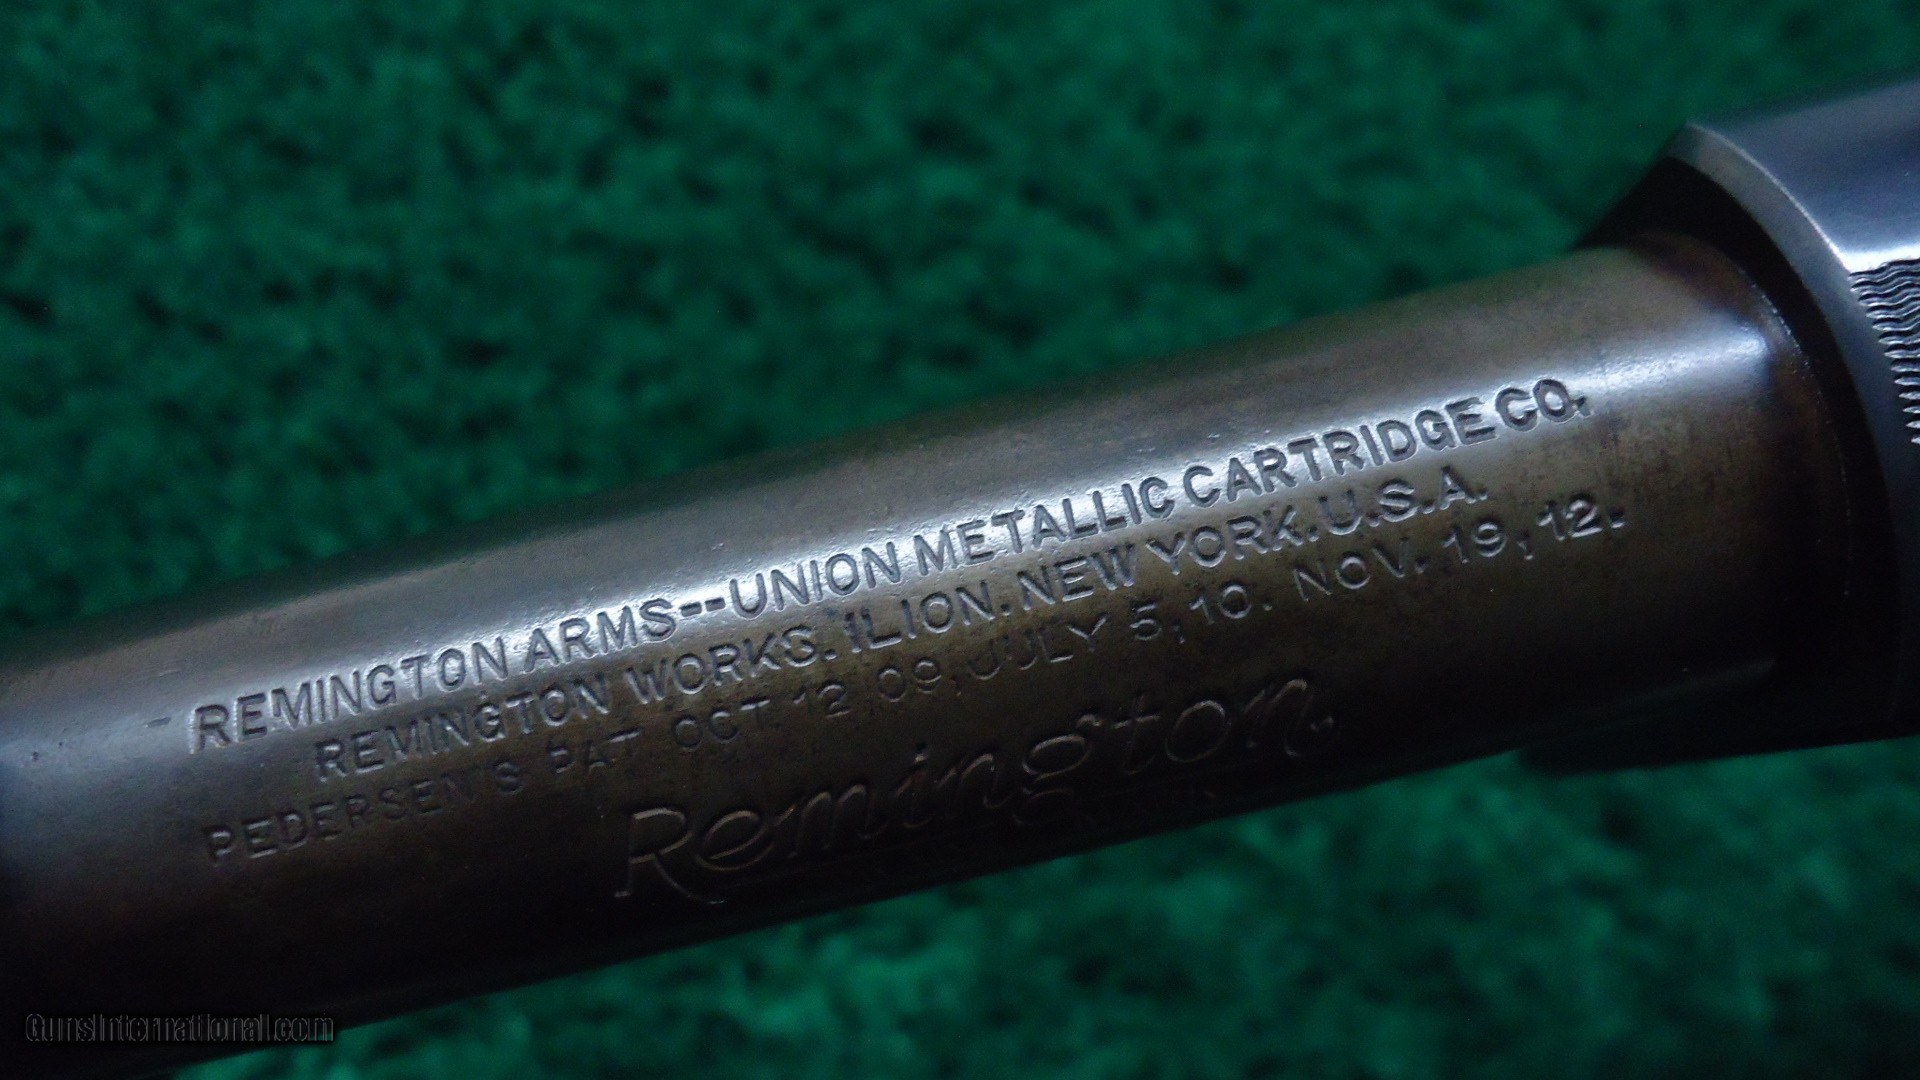 REMINGTON ARMS--UNION METALLIC CARTRIDGE CO.
REMINGTON WORKS. ILION. NEW YORK. U.S.A.
PEDERSEN'S PAT. OCT. 12, 09, JULY 5, 10. NOV. 19, 12.
Remington.
GunsInternational.com